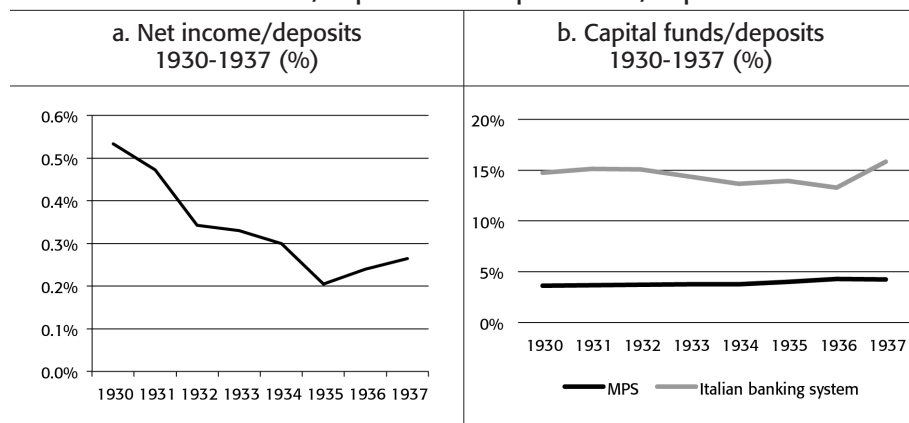 a. Net income/deposits
1930-1937 (%)
b. Capital funds/deposits
1930-1937 (%)
0.6%
0.5%
0.4%
0.3%
0.2%
0.1%
0.0%
1930 1931 1932 1933 1934 1935 1936 1937
20%
15%
10%
5%
0%
1930 1931 1932 1933 1934 1935 1936 1937
MPS Italian banking system